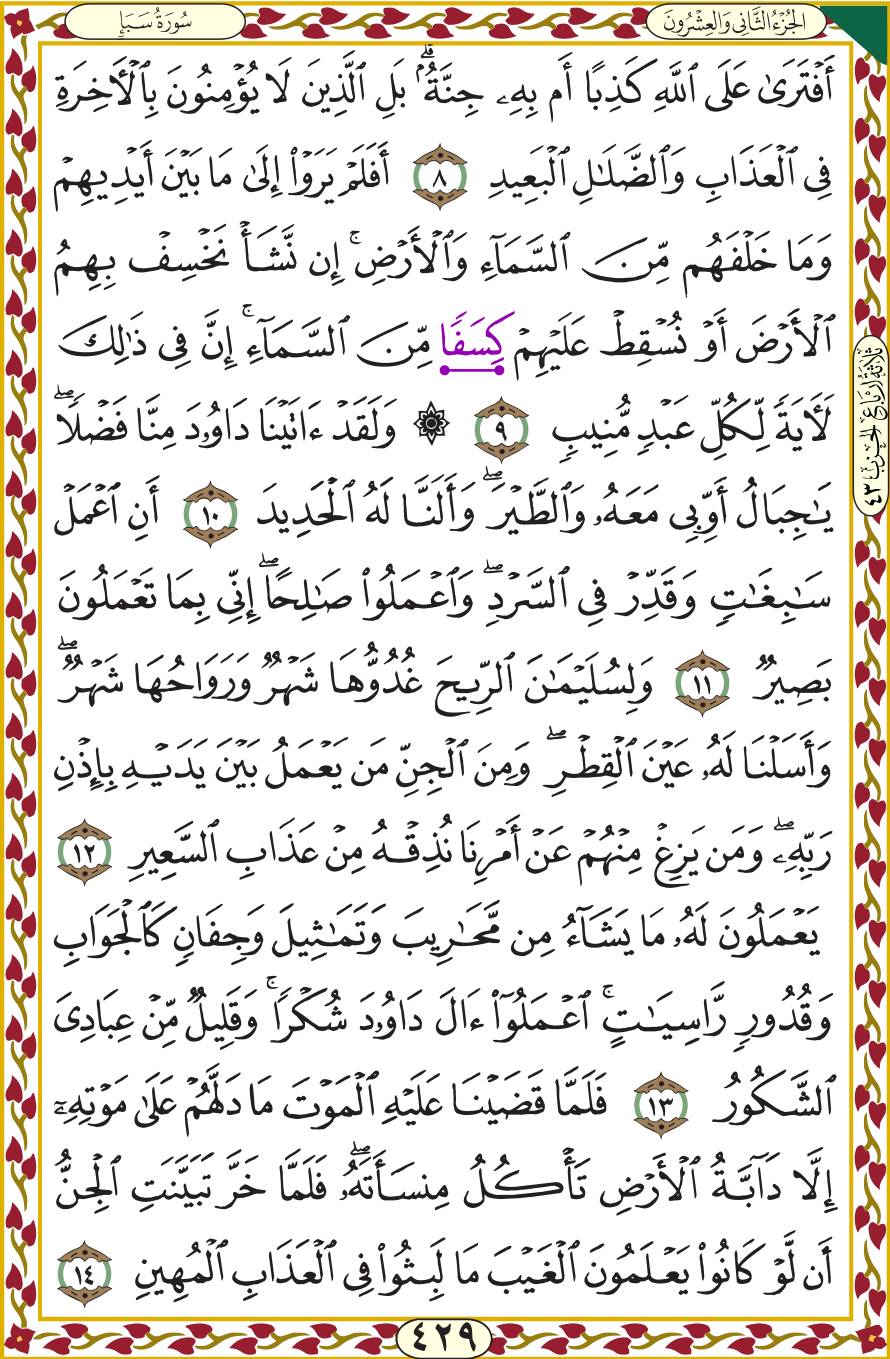 سُورَةُ سَبَإٍ
الجُزْءُ الثَّانِي وَالعِشْرُونَ
أَفْتَرَىٰ عَلَى ٱللَّهِ كَذِبًا أَم بِهِۦ جِنَّةُۢۗ بَلِ ٱلَّذِينَ لَا يُؤْمِنُونَ بِٱلْأَخِرَةِ
فِى ٱلْعَذَابِ وَٱلضَّلَٰلِ ٱلْبَعِيدِ ٨ أَفَلَمْ يَرَوْا۟ إِلَىٰ مَا بَيْنَ أَيْدِيهِمْ
وَمَا خَلْفَهُم مِّنَ ٱلسَّمَآءِ وَٱلْأَرْضِۚ إِن نَّشَأْ نَخْسِفْ بِهِمُ
ٱلْأَرْضَ أَوْ نُسْقِطْ عَلَيْهِمْ كِسَفًا مِّنَ ٱلسَّمَآءِۚ إِنَّ فِى ذَٰلِكَ
لَأَيَةً لِّكُلِّ عَبْدٍ مُّنِيبٍ ٩ ۞ وَلَقَدْ ءَاتَيْنَا دَاوُۥدَ مِنَّا فَضْلًاۖ
يَٰجِبَالُ أَوِّبِى مَعَهُۥ وَٱلطَّيْرَۖ وَأَلَنَّا لَهُ ٱلْحَدِيدَ ١٠ أَنِ ٱعْمَلْ
سَٰبِغَٰتٍ وَقَدِّرْ فِى ٱلسَّرْدِۖ وَٱعْمَلُوا۟ صَٰلِحًاۖ إِنِّى بِمَا تَعْمَلُونَ
بَصِيرٌ ١١ وَلِسُلَيْمَٰنَ ٱلرِّيحَ غُدُوُّهَا شَهْرٌ وَرَوَاحُهَا شَهْرٌۖ
وَأَسَلْنَا لَهُۥ عَيْنَ ٱلْقِطْرِۖ وَمِنَ ٱلْجِنِّ مَن يَعْمَلُ بَيْنَ يَدَيْهِ بِإِذْنِ
رَبِّهِۦۖ وَمَن يَزِغْ مِنْهُمْ عَنْ أَمْرِنَا نُذِقْهُ مِنْ عَذَابِ ٱلسَّعِيرِ ١٢
يَعْمَلُونَ لَهُۥ مَا يَشَآءُ مِن مَّحَٰرِيبَ وَتَمَٰثِيلَ وَجِفَانٍ كَٱلْجَوَابِ
وَقُدُورٍ رَّاسِيَٰتٍۚ ٱعْمَلُوٓا۟ ءَالَ دَاوُۥدَ شُكْرًاۚ وَقَلِيلٌ مِّنْ عِبَادِىَ
ٱلشَّكُورُ ١٣ فَلَمَّا قَضَيْنَا عَلَيْهِ ٱلْمَوْتَ مَا دَلَّهُمْ عَلَىٰ مَوْتِهِۦٓ
إِلَّا دَآبَّةُ ٱلْأَرْضِ تَأْكُلُ مِنسَأَتَهُۥۖ فَلَمَّا خَرَّ تَبَيَّنَتِ ٱلْجِنُّ
أَن لَّوْ كَانُوا۟ يَعْلَمُونَ ٱلْغَيْبَ مَا لَبِثُوا۟ فِى ٱلْعَذَابِ ٱلْمُهِينِ ١٤
ثلاثة ارباع الحزب ٤٣
٤٢٩